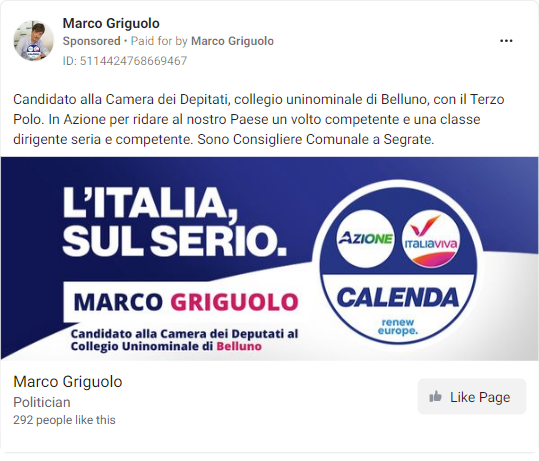 Marco Griguolo
Sponsored • Paid for by Marco Griguolo
ID: 5114424768669467
Candidato alla Camera dei Depitati, collegio uninominale di Belluno, con il Terzo
Polo. In Azione per ridare al nostro Paese un volto competente e una classe
dirigente seria e competente. Sono Consigliere Comunale a Segrate.
L'ITALIA,
SUL SERIO.
AZIONE
ITALIAVIVA
CALENDA
renew
europe.
MARCO GRIGUOLO
Candidato alla Camera dei Deputati al
Collegio Uninominale di Belluno
Marco Griguolo
Politician
292 people like this
Like Page